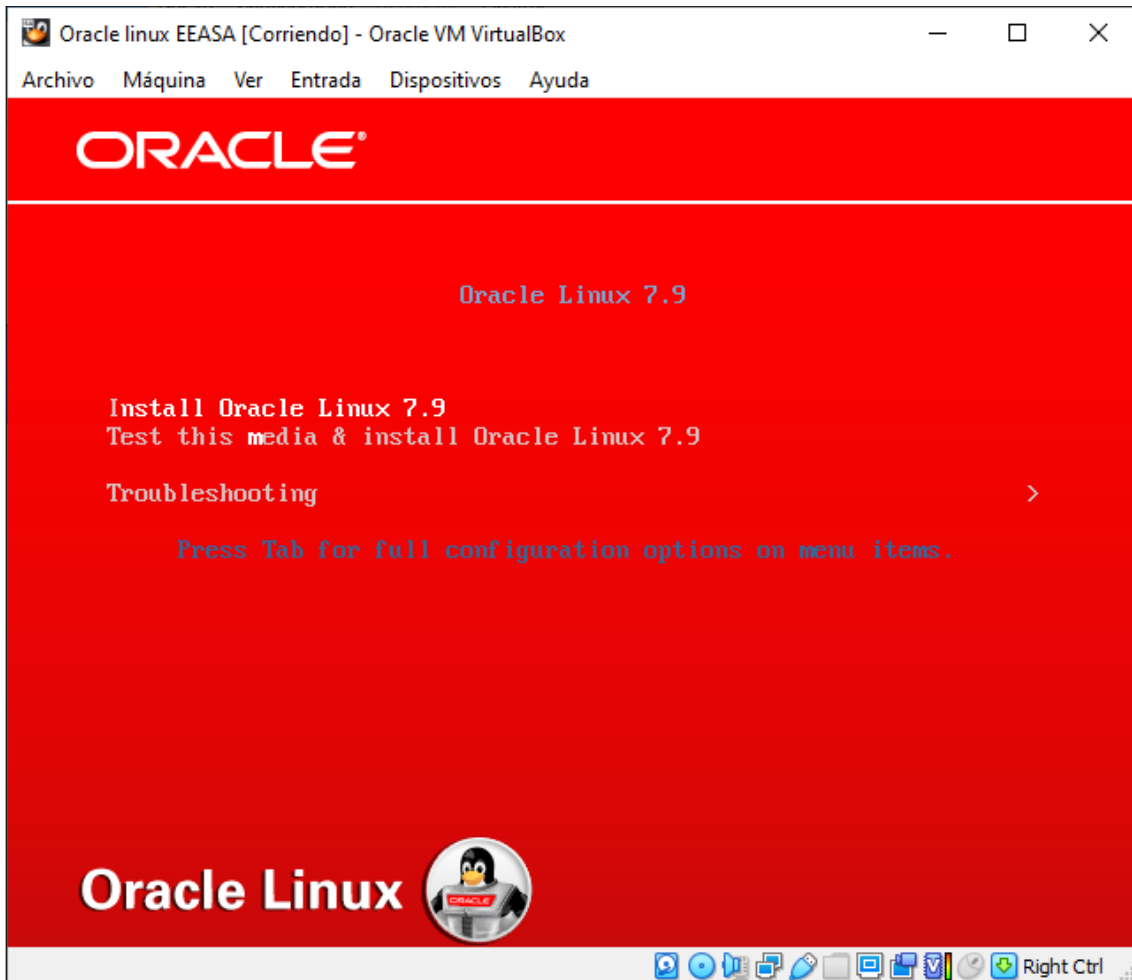 Oracle linux EEASA [Corriendo] - Oracle VM VirtualBox
Archivo Máquina Ver Entrada Dispositivos Ayuda
ORACLE®
Oracle Linux 7.9
Install Oracle Linux 7.9
Test this media & install Oracle Linux 7.9
Troubleshooting >
Press Tab for full configuration options on menu items.
Oracle Linux
ORACLE
Right Ctrl